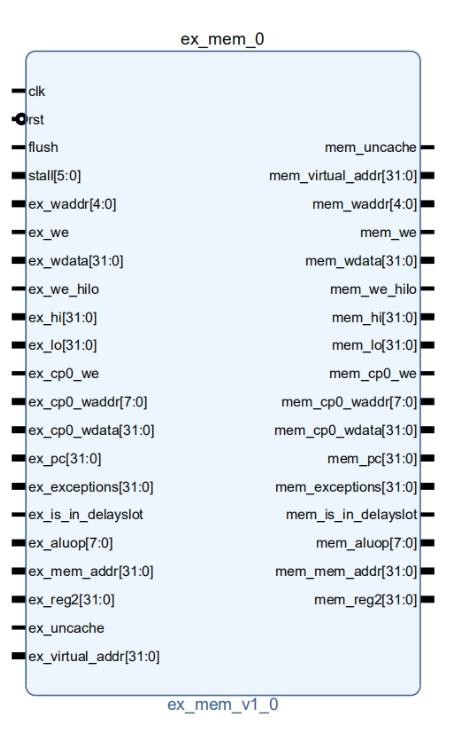 ex_mem_0
clk
rst
flush
mem_uncache
stall[5:0]
mem_virtual_addr[31:0]
ex_waddr[4:0]
mem_waddr[4:0]
ex_we
mem_we
ex_wdata[31:0]
mem_wdata[31:0]
ex_we_hilo
mem_we_hilo
ex_hi[31:0]
mem_hi[31:0]
ex_lo[31:0]
mem_lo[31:0]
ex_cp0_we
mem_cp0_we
ex_cp0_waddr[7:0]
mem_cp0_waddr[7:0]
ex_cp0_wdata[31:0]
mem_cp0_wdata[31:0]
ex_pc[31:0]
mem_pc[31:0]
ex_exceptions[31:0]
mem_exceptions[31:0]
ex_is_in_delayslot
mem_is_in_delayslot
ex_aluop[7:0]
mem_aluop[7:0]
ex_mem_addr[31:0]
mem_mem_addr[31:0]
ex_reg2[31:0]
mem_reg2[31:0]
ex_uncache
ex_virtual_addr[31:0]
ex_mem_v1_0